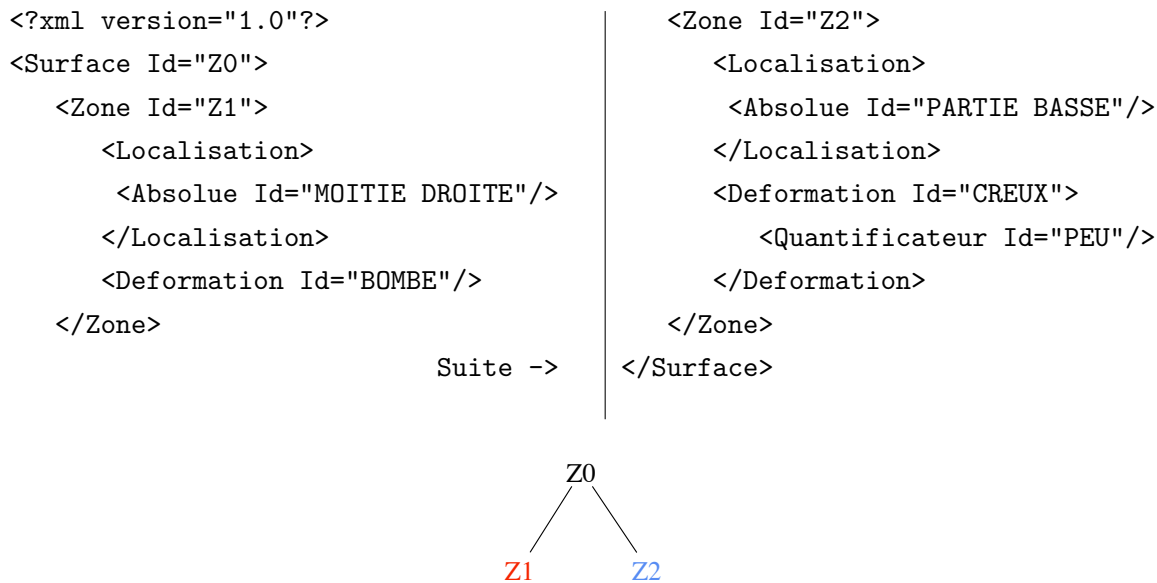 <?xml version="1.0"?>
<Surface Id="Z0">
<Zone Id="Z1">
<Localisation>
<Absolue Id="MOITIE DROITE"/>
</Localisation>
<Deformation Id="BOMBE"/>
</Zone>
Suite ->
<Zone Id="Z2">
<Localisation>
<Absolue Id="PARTIE BASSE"/>
</Localisation>
<Deformation Id="CREUX">
<Quantificateur Id="PEU"/>
</Deformation>
</Zone>
</Surface>
Z0
Z1 Z2